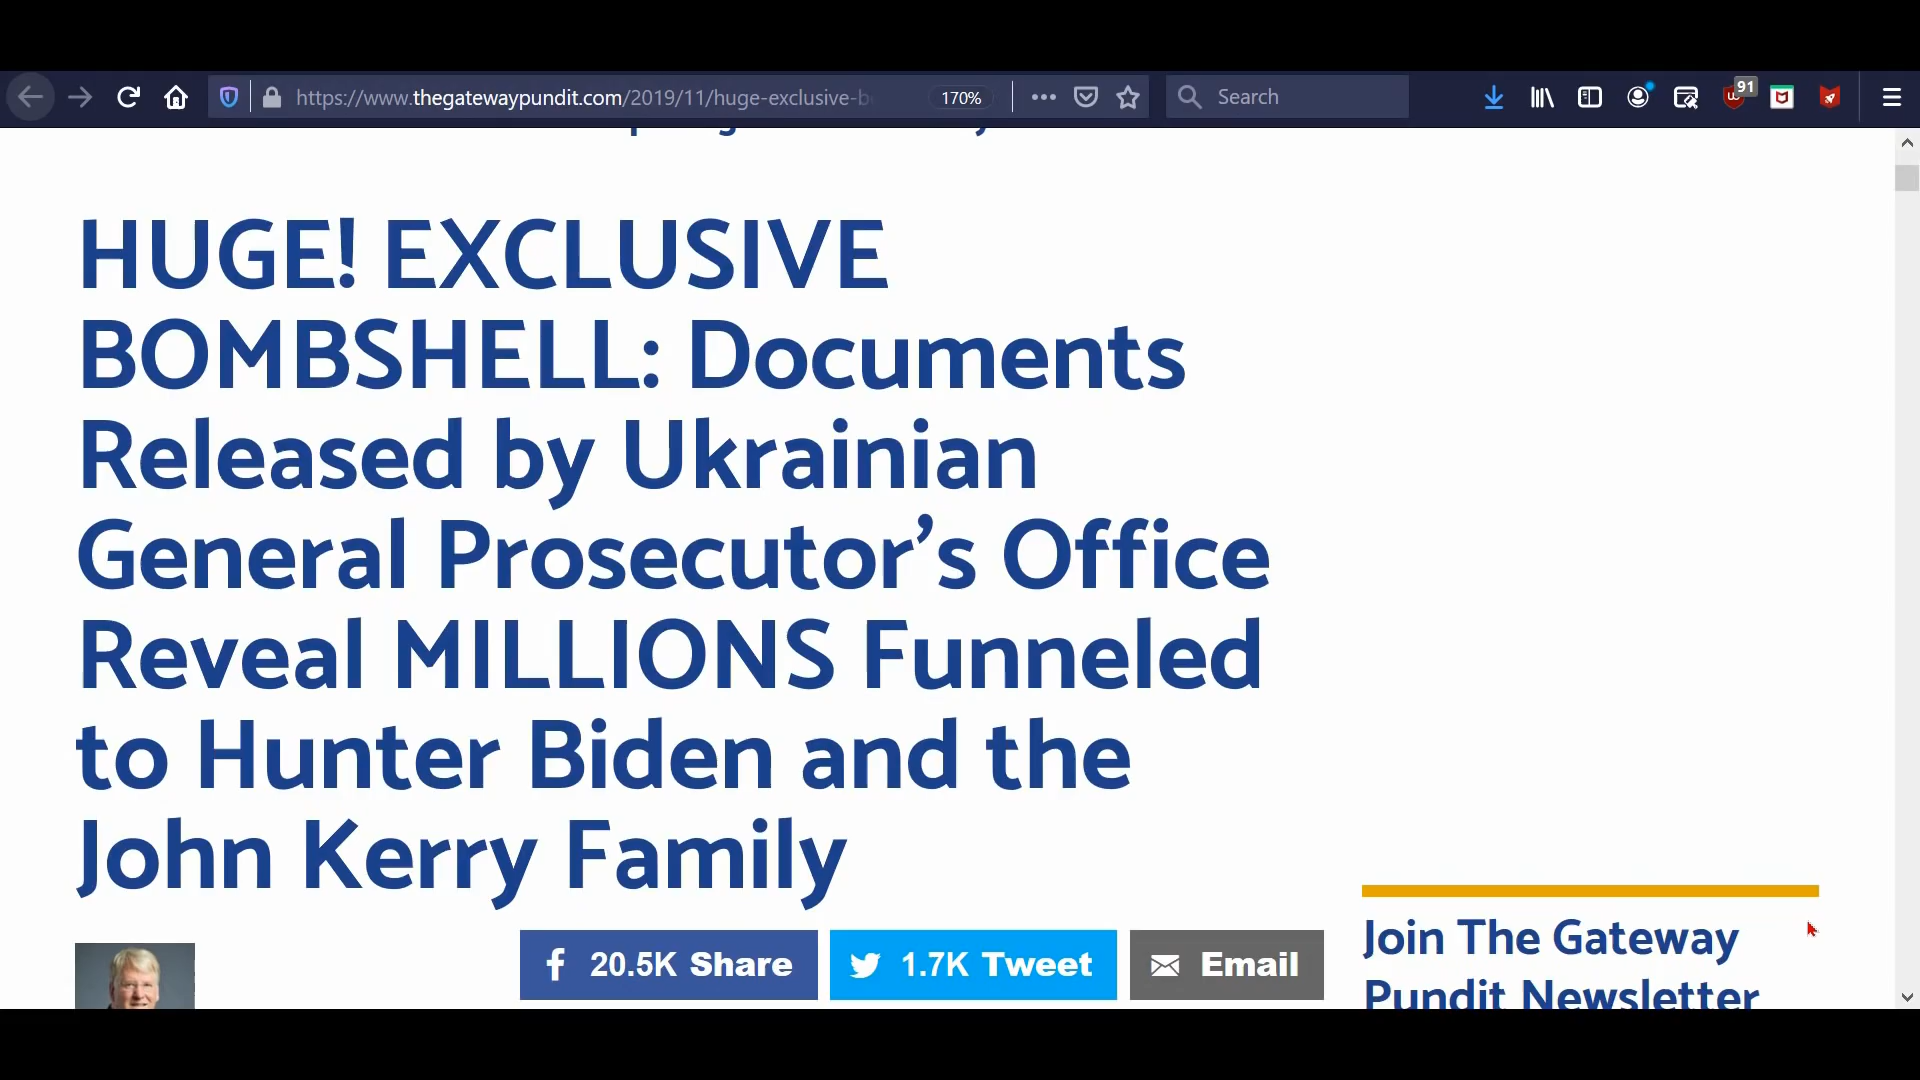 https://www.thegatewaypundit.com/2019/11/huge-exclusive-b
170%
Search
91
HUGE! EXCLUSIVE
BOMBSHELL: Documents
Released by Ukrainian
General Prosecutor's Office
Reveal MILLIONS Funneled
to Hunter Biden and the
John Kerry Family
20.5K Share
1.7K Tweet
Email
Join The Gateway
Pundit Newsletter